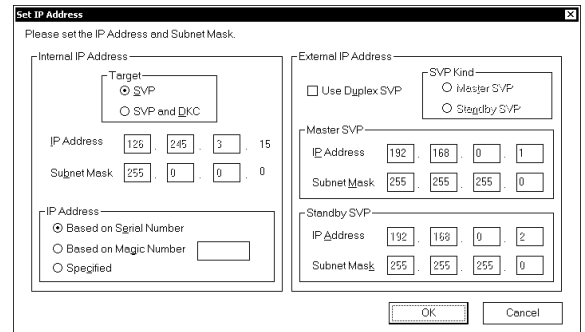 Set IP Address
Please set the IP Address and Subnet Mask.
Internal IP Address
Target
SVP
SVP and DKC
IP Address 126 . 245 . 3 . 15
Subnet Mask 255 . 0 . 0 . 0
IP Address
Based on Serial Number
Based on Magic Number
Specified
External IP Address
Use Duplex SVP
SVP Kind
Master SVP
Standby SVP
Master SVP
IP Address 192 . 168 . 0 . 1
Subnet Mask 255 . 255 . 255 . 0
Standby SVP
IP Address 192 . 168 . 0 . 2
Subnet Mask 255 . 255 . 255 . 0
OK Cancel